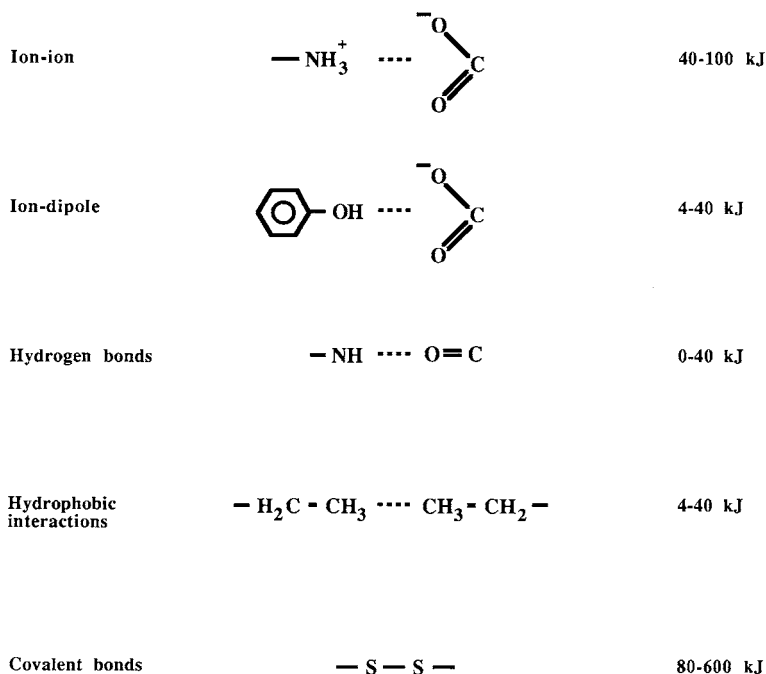 Ion-ion — NH₃⁺ ---- ⁻O C O 40-100 kJ
Ion-dipole OH ---- ⁻O C O 4-40 kJ
Hydrogen bonds – NH ---- O = C 0-40 kJ
Hydrophobic
interactions – H₂C - CH₃ ---- CH₃ - CH₂ – 4-40 kJ
Covalent bonds — S — S — 80-600 kJ